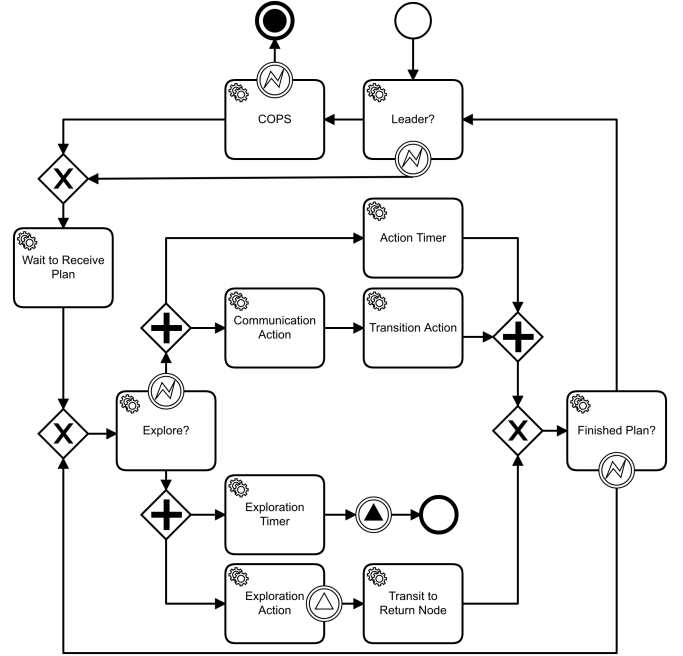 COPS
Leader?
Action Timer
Wait to Receive
Plan
Communication
Action
Transition Action
Explore?
Finished Plan?
Exploration
Timer
Exploration
Action
Transit to
Return Node